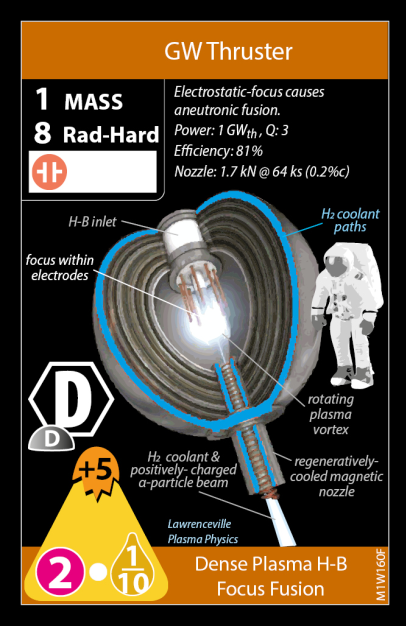 GW Thruster
1 MASS
8 Rad-Hard
Electrostatic-focus causes
aneutronic fusion.
Power: 1 GWth , Q: 3
Efficiency: 81%
Nozzle: 1.7 kN @ 64 ks (0.2%c)
H-B inlet
H2 coolant
paths
focus within
electrodes
D
D
rotating
plasma
vortex
H2 coolant &
positively- charged
α-particle beam
regeneratively-
cooled magnetic
nozzle
+5
Lawrenceville
Plasma Physics
2 • 1/10
Dense Plasma H-B
Focus Fusion
M1W160F